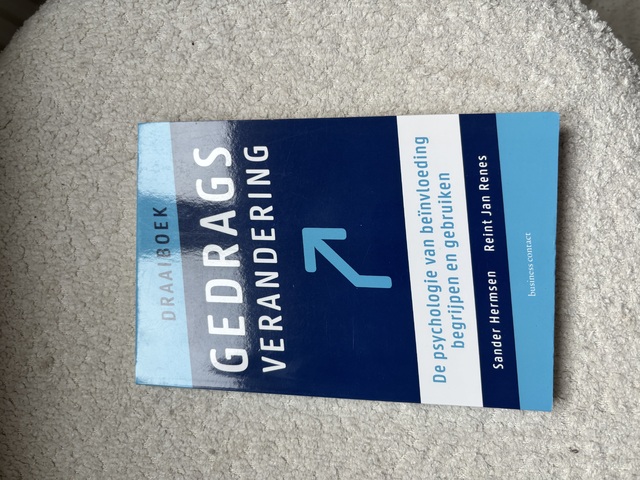 DRAAIBOEK
GEDRAGS
VERANDERING
De psychologie van beïnvloeding
begrijpen en gebruiken
Sander Hermsen Reint Jan Renes
business contact